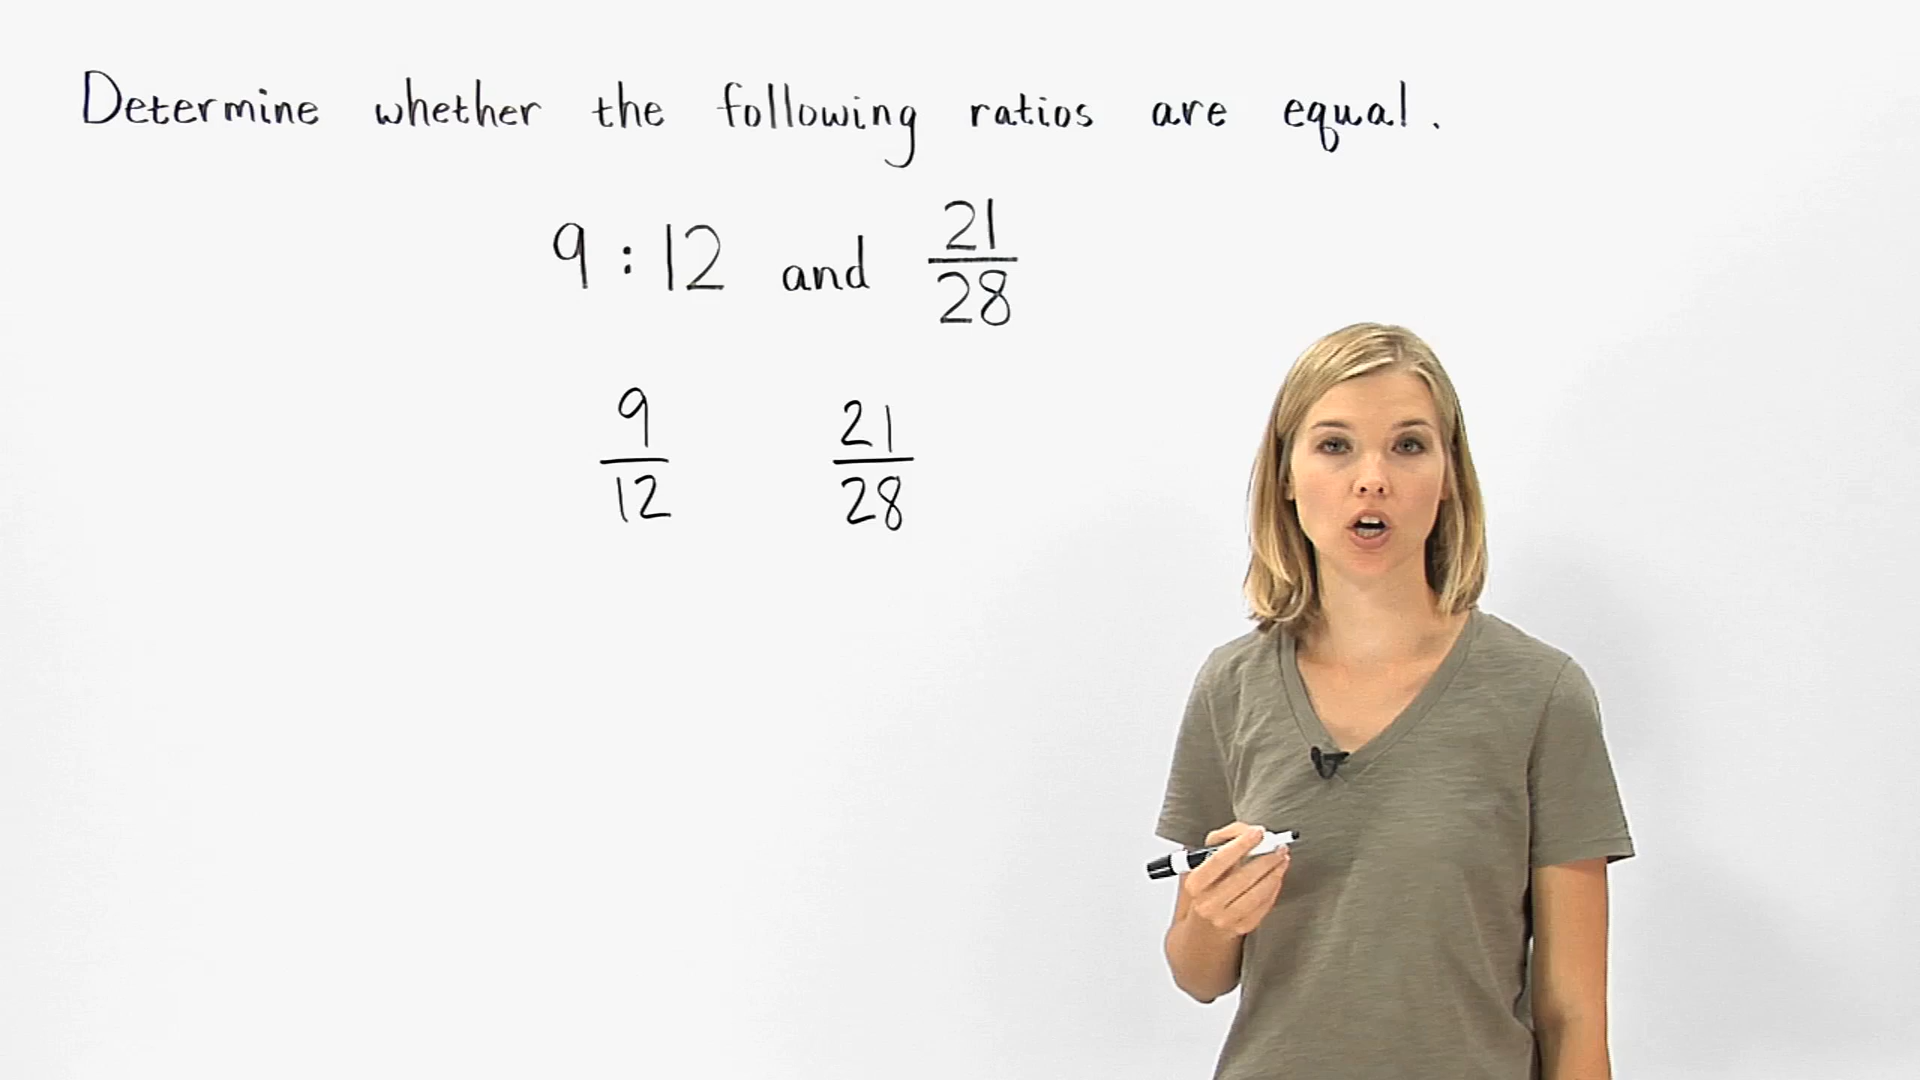 Determine whether the following ratios are equal.
9 : 12 and 21/28
9/12 21/28